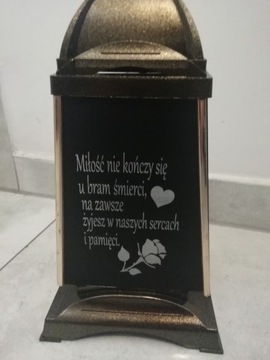 Miłość nie kończy się
u bram śmierci,
na zawsze
żyjesz w naszych sercach
i pamięci.